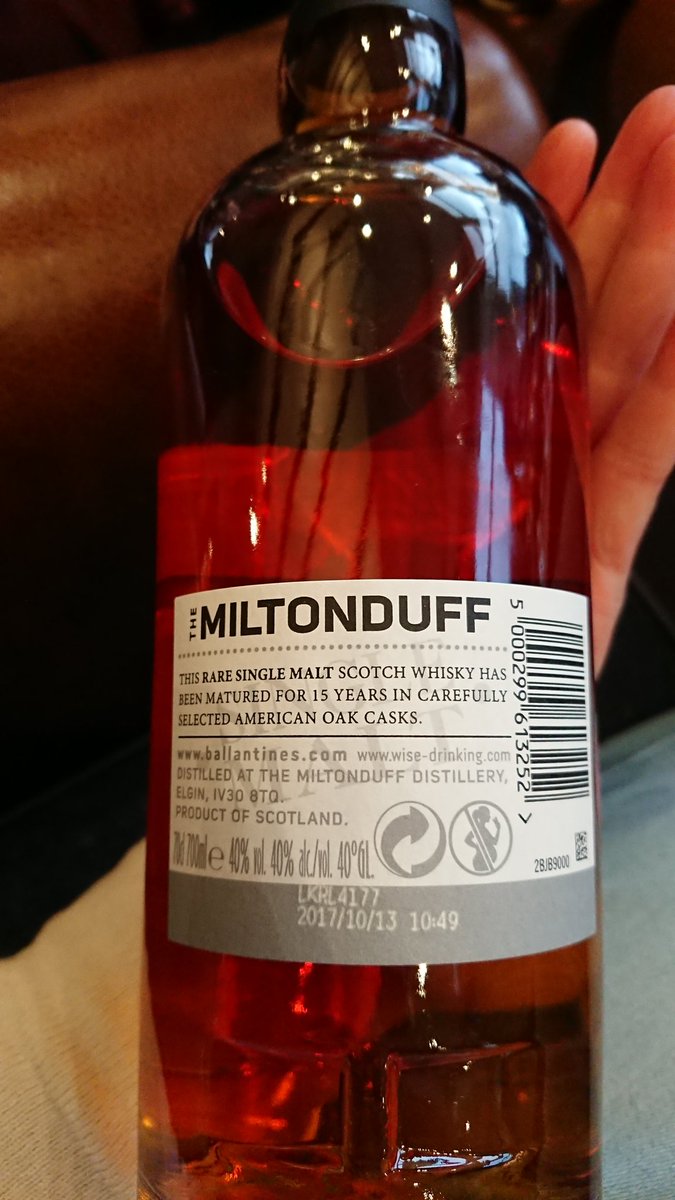 THE MILTONDUFF
THIS RARE SINGLE MALT SCOTCH WHISKY HAS
BEEN MATURED FOR 15 YEARS IN CAREFULLY
SELECTED AMERICAN OAK CASKS.
SINGLE
MALT
www.ballantines.com www.wise-drinking.com
DISTILLED AT THE MILTONDUFF DISTILLERY,
ELGIN, IV30 8TQ.
PRODUCT OF SCOTLAND.
70cl 700ml e 40% vol. 40% alc./vol. 40°GL.
5 000299 613252 >
2BJB9000
LKRL4177
2017/10/13 10:49